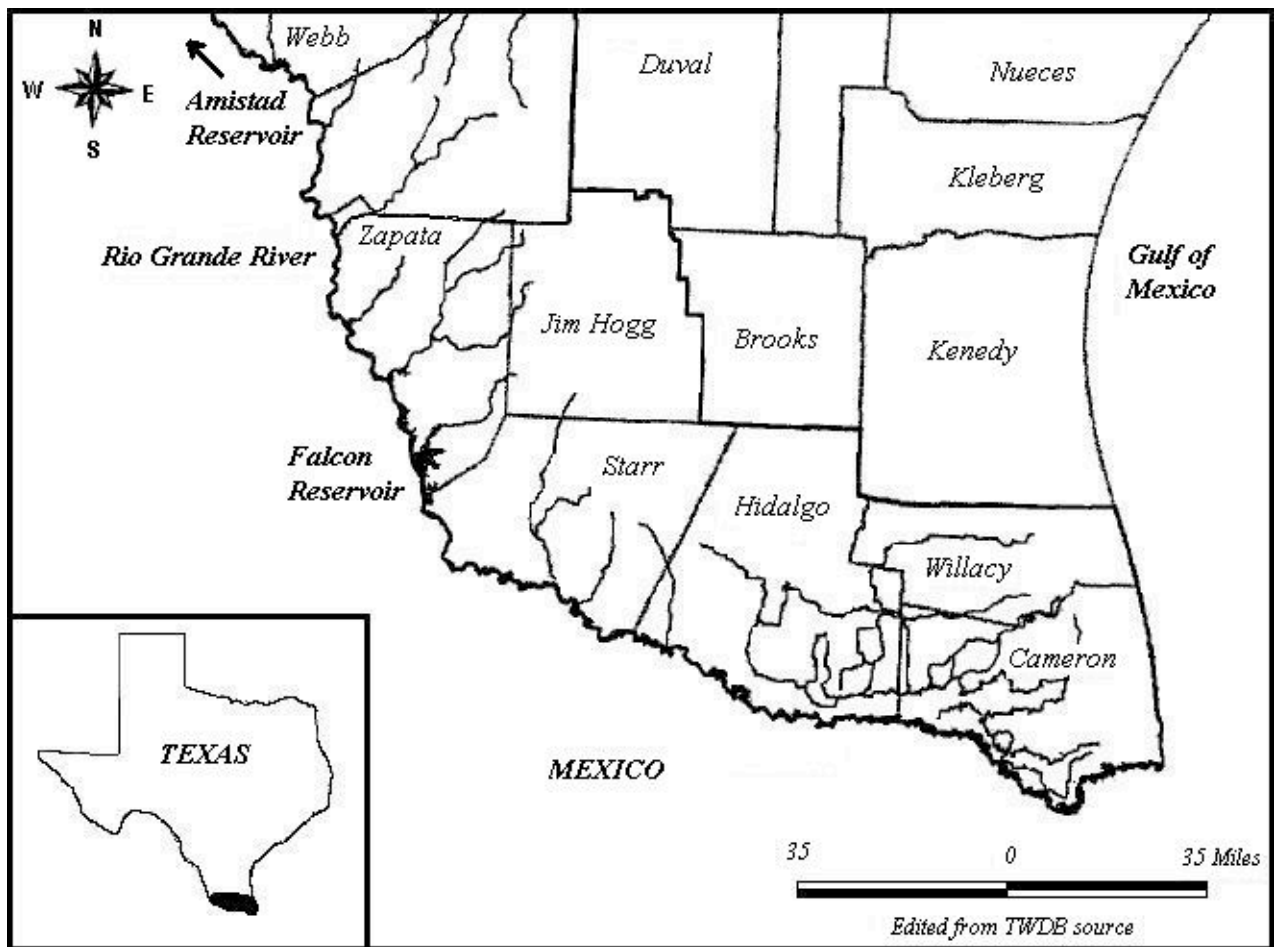 N
W
E
S
Webb
Duval
Nueces
Amistad
Reservoir
Kleberg
Zapata
Rio Grande River
Gulf of
Mexico
Jim Hogg
Brooks
Kenedy
Falcon
Reservoir
Starr
Hidalgo
Willacy
Cameron
TEXAS
MEXICO
35 0 35 Miles
Edited from TWDB source